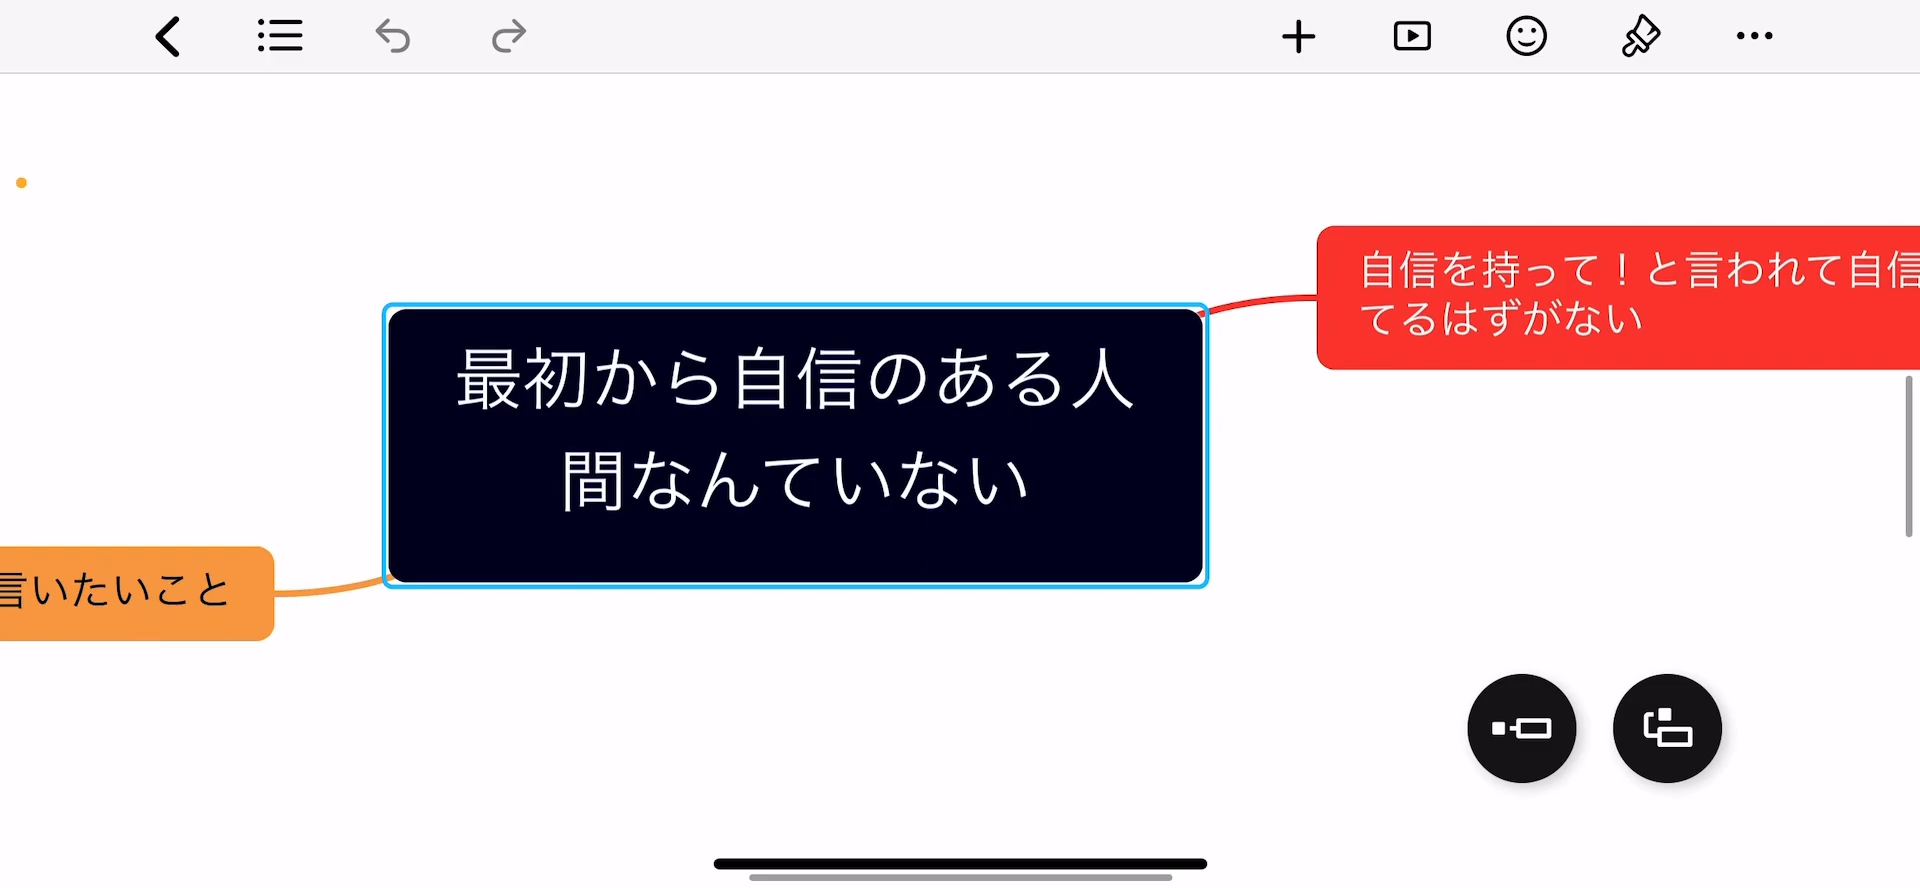 最初から自信のある人
間なんていない
自信を持って！と言われて自信
てるはずがない
言いたいこと